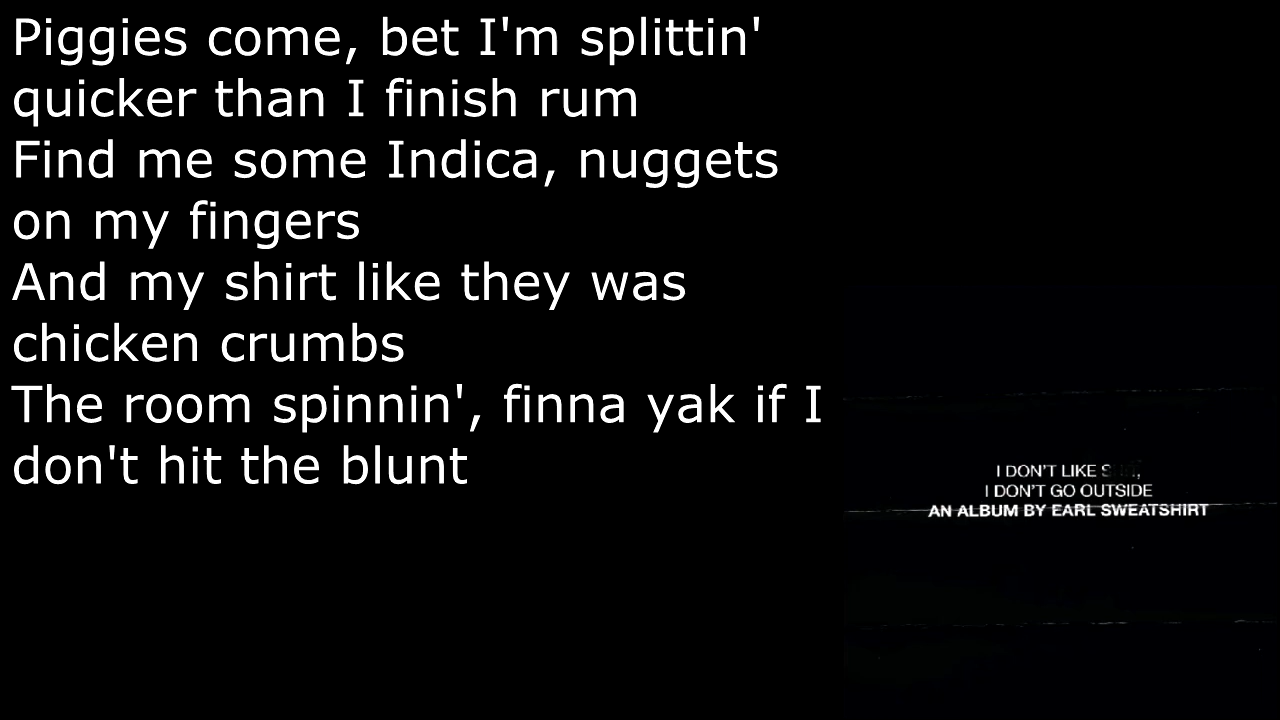 Piggies come, bet I'm splittin'
quicker than I finish rum
Find me some Indica, nuggets
on my fingers
And my shirt like they was
chicken crumbs
The room spinnin', finna yak if I
don't hit the blunt
I DON'T LIKE
I DON'T GO OUTSIDE
AN ALBUM BY EARL SWEATSHIRT